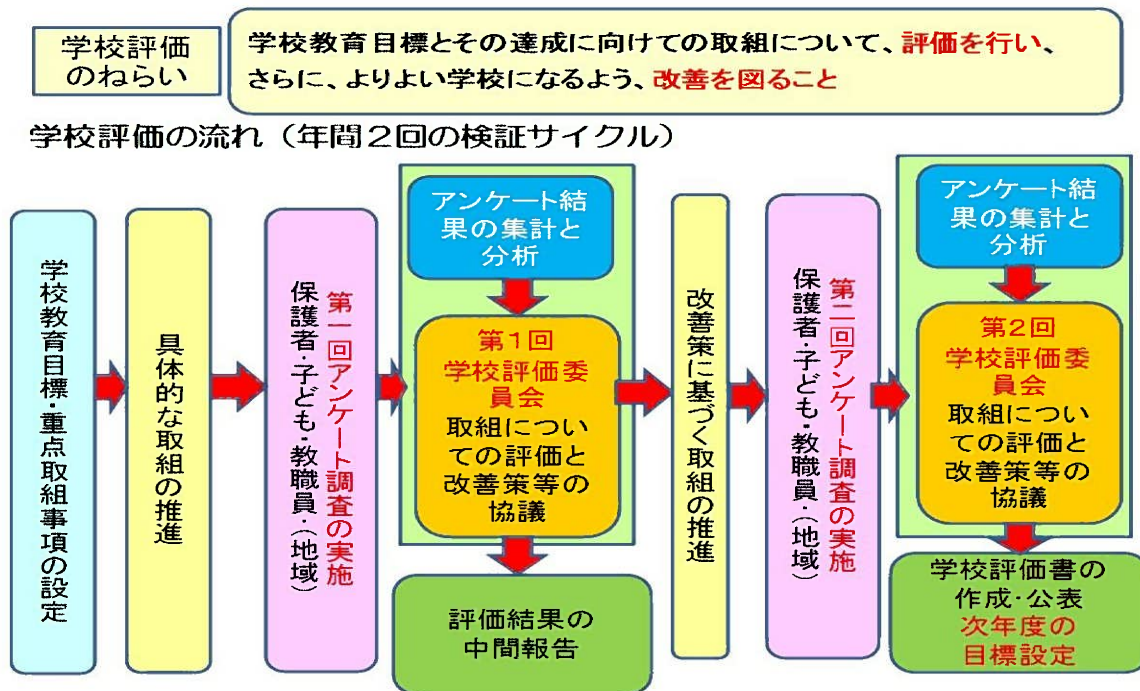 学校評価
のねらい
学校教育目標とその達成に向けての取組について、評価を行い、
さらに、よりよい学校になるよう、改善を図ること
学校評価の流れ（年間２回の検証サイクル）
学校教育目標・重点取組事項の設定
具体的な取組の推進
第一回アンケート調査の実施
保護者・子ども・教職員・（地域）
アンケート結
果の集計と
分析
第１回
学校評価委
員会
取組につい
ての評価と
改善策等の
協議
評価結果の
中間報告
改善策に基づく取組の推進
第二回アンケート調査の実施
保護者・子ども・教職員・（地域）
アンケート結
果の集計と
分析
第２回
学校評価委
員会
取組につい
ての評価と
改善策等の
協議
学校評価書の
作成・公表
次年度の
目標設定